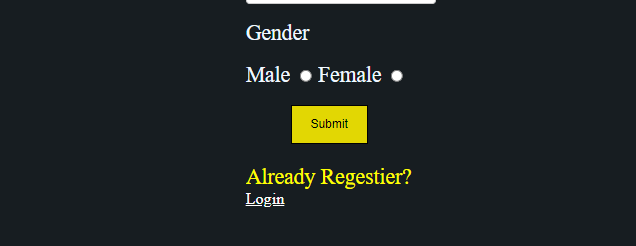 Gender
Male Female
Submit
Already Regestier?
Login